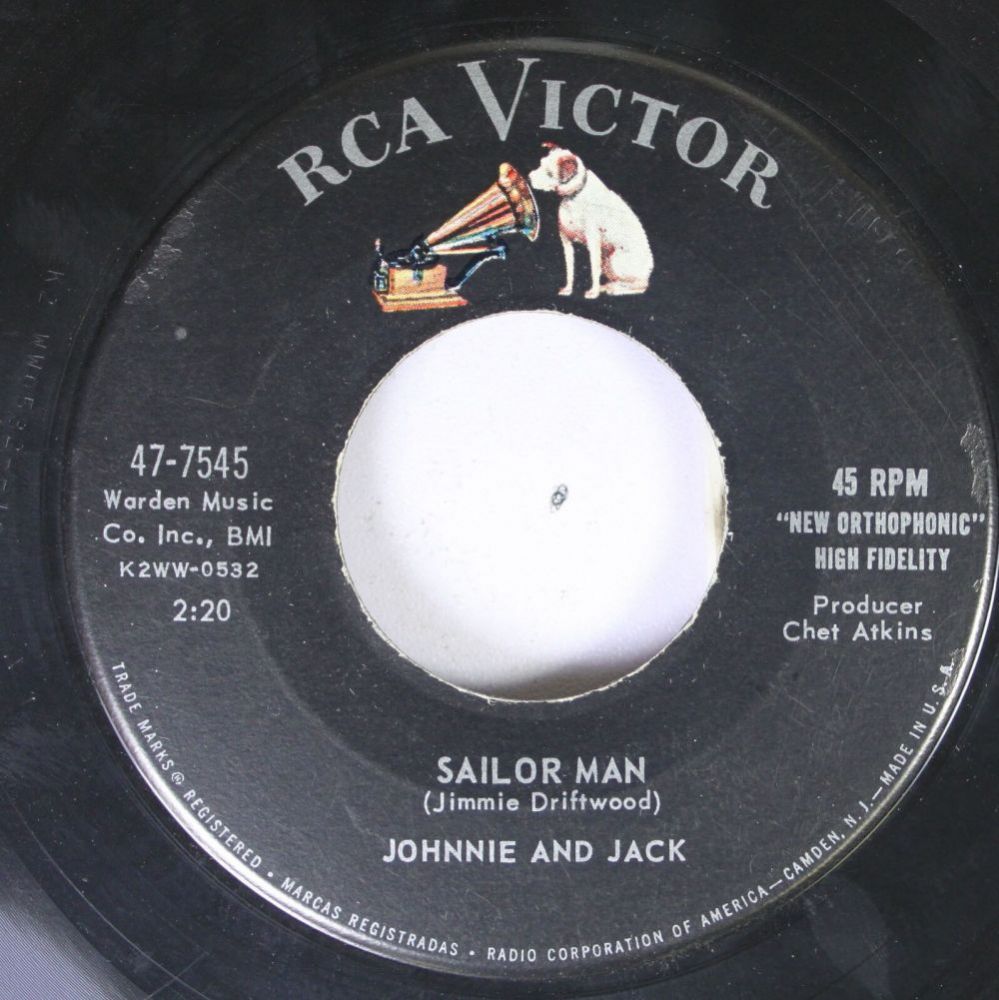 RCA VICTOR
47-7545
Warden Music
Co. Inc., BMI
K2WW-0532
2:20
45 RPM
"NEW ORTHOPHONIC"
HIGH FIDELITY
Producer
Chet Atkins
SAILOR MAN
(Jimmie Driftwood)
JOHNNIE AND JACK
TRADE MARKS ® REGISTERED • MARCAS REGISTRADAS • RADIO CORPORATION OF AMERICA—CAMDEN, N. J.—MADE IN U.S.A.